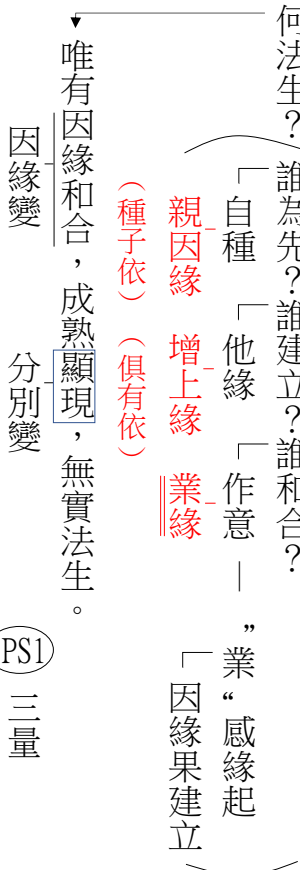 何法生？誰為先？誰建立？誰和合？
自種 他緣 作意 — ”業“感緣起
親因緣 增上緣 業緣 因緣果建立
（種子依）（俱有依）
唯有因緣和合，成熟顯現，無實法生。
因緣變 分別變 PS1 三量